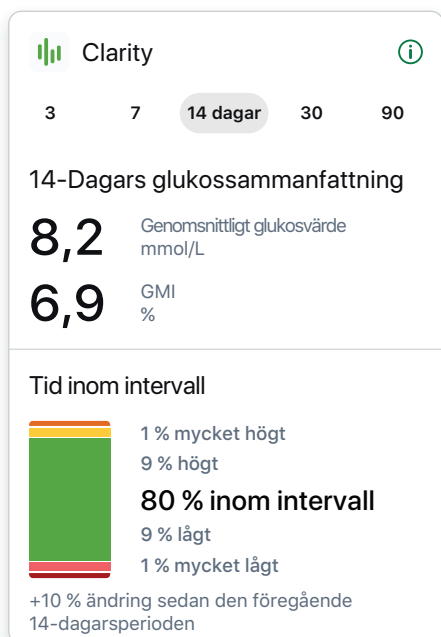 Clarity
3 7 14 dagar 30 90
14-Dagars glukossammanfattning
8,2 Genomsnittligt glukosvärde
mmol/L
6,9 GMI
%
Tid inom intervall
1 % mycket högt
9 % högt
80 % inom intervall
9 % lågt
1 % mycket lågt
+10 % ändring sedan den föregående
14-dagarsperioden